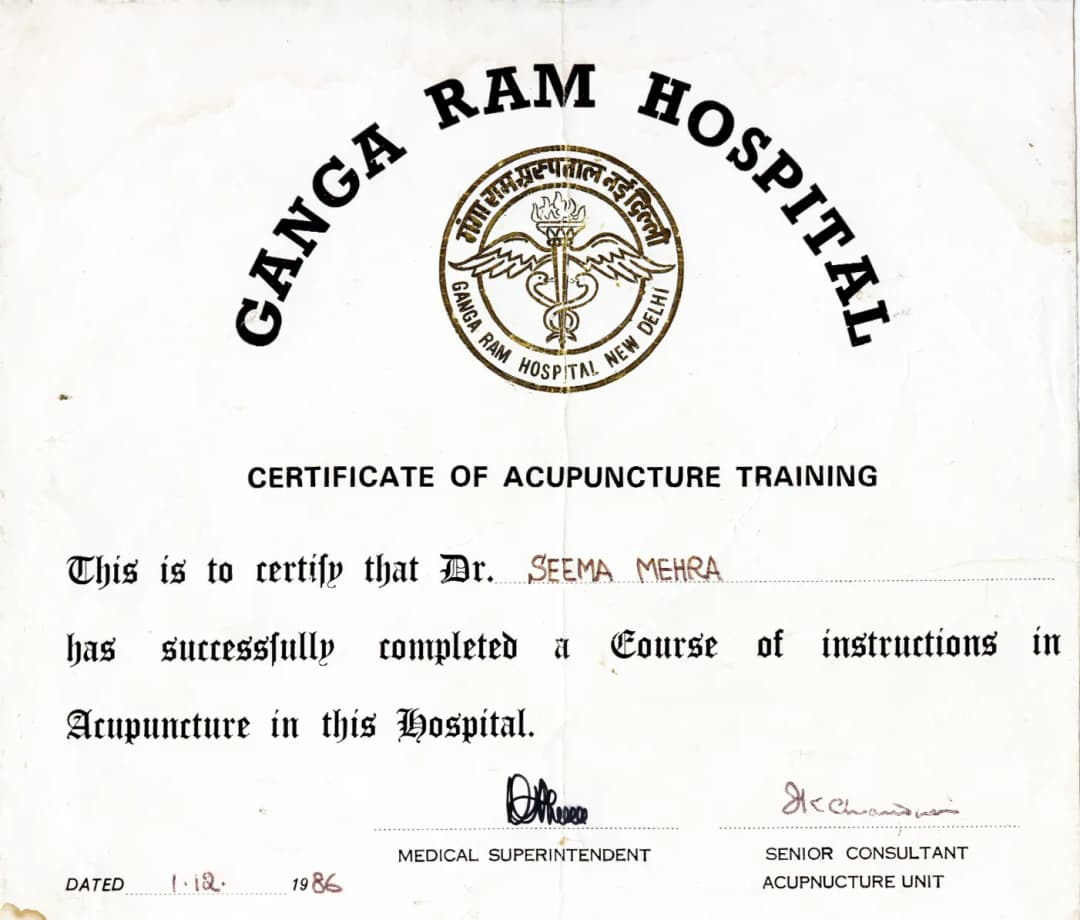 GANGA RAM HOSPITAL
गंगा राम अस्पताल नई दिल्ली
GANGA RAM HOSPITAL NEW DELHI
CERTIFICATE OF ACUPUNCTURE TRAINING
This is to certify that Dr. SEEMA MEHRA
has successfully completed a Course of instructions in
Acupuncture in this Hospital.
MEDICAL SUPERINTENDENT
SENIOR CONSULTANT
ACUPNUCTURE UNIT
DATED 1.12. 1986